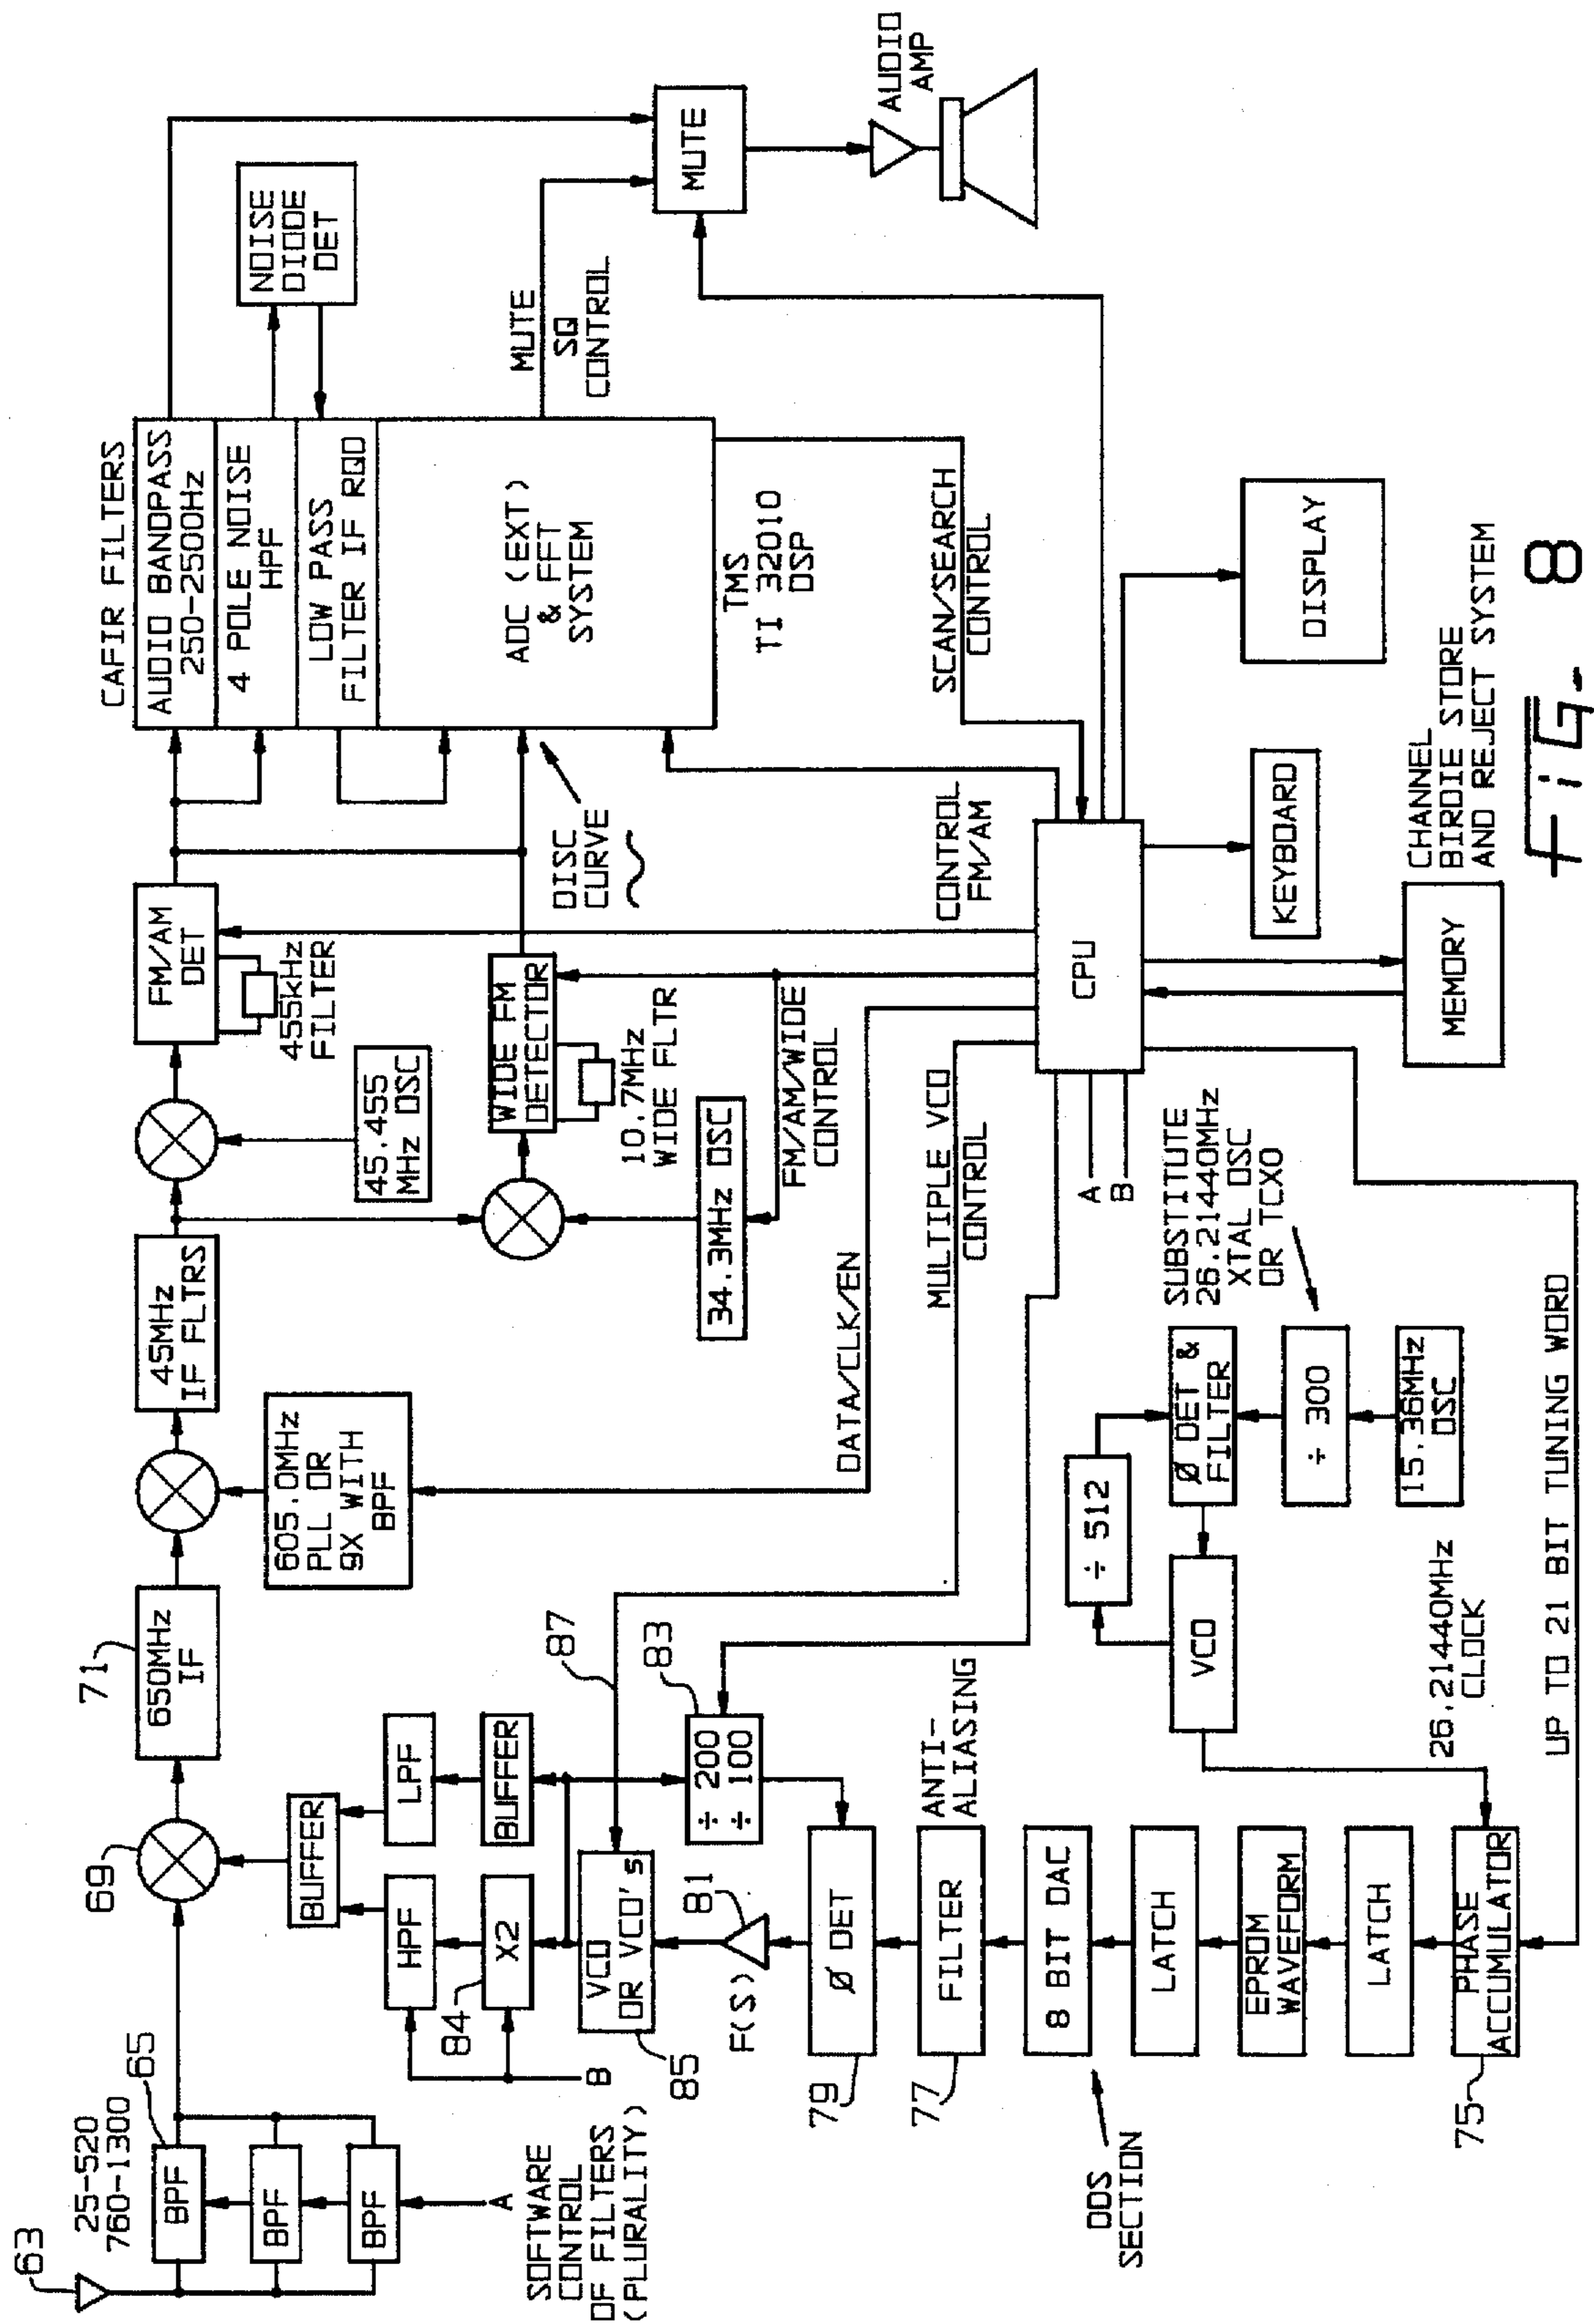 63
25-520
760-1300
65
BPF
BPF
BPF
A
SOFTWARE
CONTROL
OF FILTERS
(PLURALITY)
69
71
650MHz
IF
605.0MHz
PLL OR
9X WITH
BPF
45MHz
IF FLTRS
45.455
MHz OSC
FM/AM
DET
455kHz
FILTER
WIDE FM
DETECTOR
10.7MHz
WIDE FLTR
34.3MHz OSC
FM/AM/WIDE
CONTROL
DISC
CURVE
CAFIR FILTERS
AUDIO BANDPASS
250-2500Hz
4 POLE NOISE
HPF
LOW PASS
FILTER IF RQD
ADC (EXT)
& FFT
SYSTEM
TMS
TI 32010
DSP
NOISE
DIODE
DET
MUTE
SQ
CONTROL
MUTE
AUDIO
AMP
BUFFER
HPF
LPF
84
X2
BUFFER
B
VCO
OR VCO's
85
87
F(S)
81
83
÷ 200
÷ 100
79
Ø DET
77
FILTER
ANTI-
ALIASING
DDS
SECTION
8 BIT DAC
LATCH
EPROM
WAVEFORM
LATCH
75
PHASE
ACCUMULATOR
DATA/CLK/EN
MULTIPLE VCO
CONTROL
CONTROL
FM/AM
SCAN/SEARCH
CONTROL
CPU
A
B
÷ 512
VCO
Ø DET &
FILTER
÷ 300
15.36MHz
OSC
SUBSTITUTE
26.21440MHz
XTAL OSC
OR TCXO
26.21440MHz
CLOCK
UP TO 21 BIT TUNING WORD
KEYBOARD
DISPLAY
MEMORY
CHANNEL
BIRDIE STORE
AND REJECT SYSTEM
FiG. 8